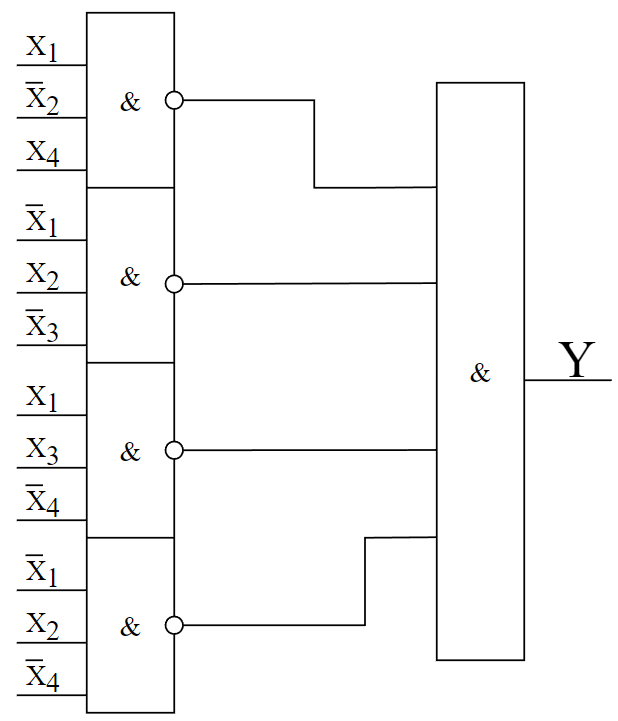 X₁
X̅₂
&
X₄
X̅₁
X₂
&
X̅₃
X₁
X₃
&
X̅₄
X̅₁
X₂
&
X̅₄
&
Y